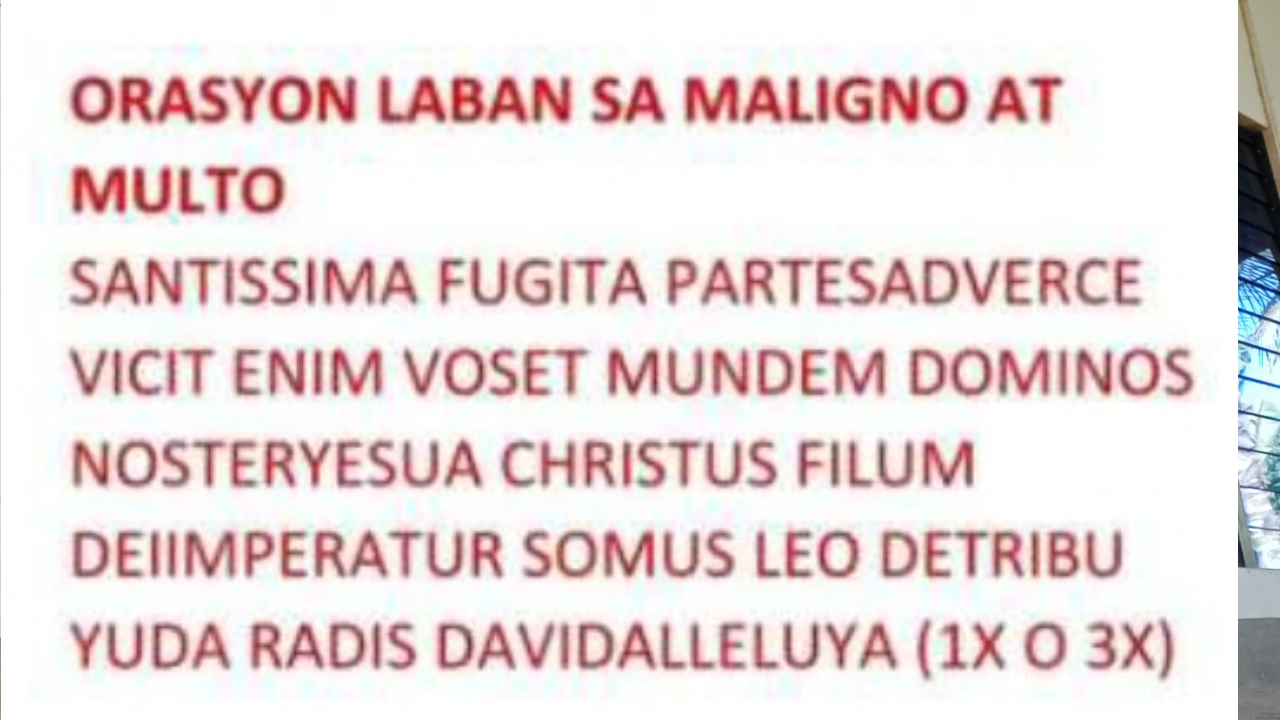 ORASYON LABAN SA MALIGNO AT
MULTO
SANTISSIMA FUGITA PARTESADVERCE
VICIT ENIM VOSET MUNDEM DOMINOS
NOSTERYESUA CHRISTUS FILUM
DEIIMPERATUR SOMUS LEO DETRIBU
YUDA RADIS DAVIDALLELUYA (1X O 3X)